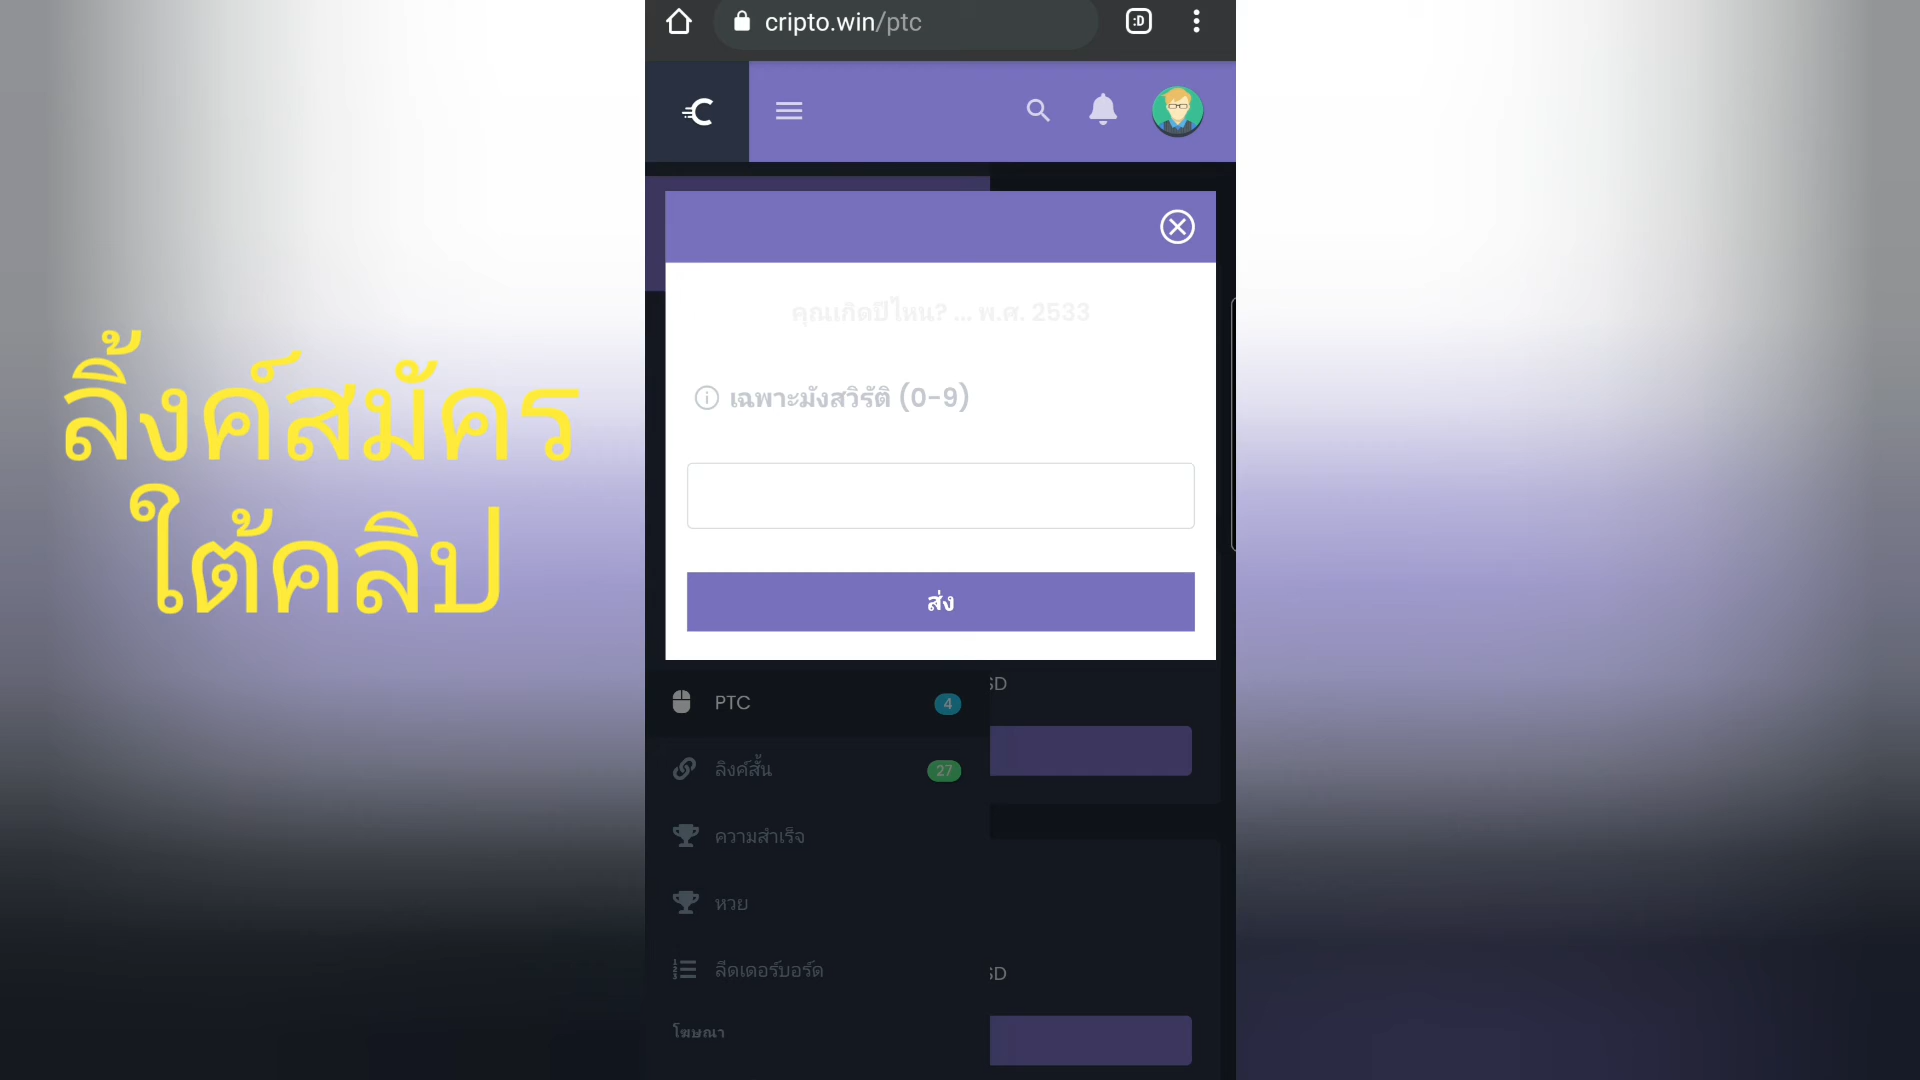 cripto.win/ptc
ลิ้งค์สมัคร
ใต้คลิป
คุณเกิดปีไหน? ... พ.ศ. 2533
เฉพาะมังสวิรัติ (0-9)
ส่ง
SD
PTC 4
ลิงค์สั้น 27
ความสำเร็จ
หวย
SD
ลีดเดอร์บอร์ด
โฆษณา